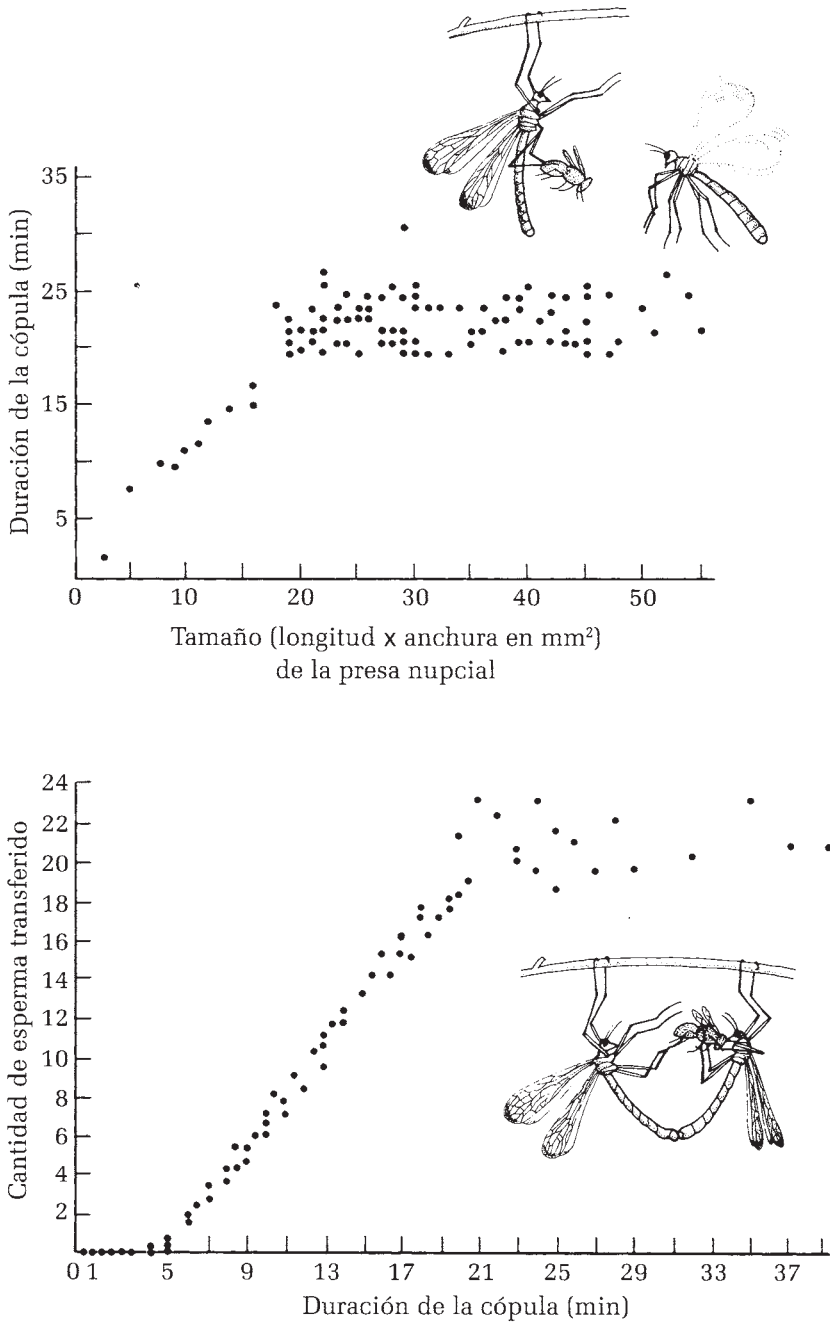 35
25
15
5
Duración de la cópula (min)
0 10 20 30 40 50
Tamaño (longitud x anchura en mm²)
de la presa nupcial
24
22
20
18
16
14
12
10
8
6
4
2
Cantidad de esperma transferido
0 1 5 9 13 17 21 25 29 33 37
Duración de la cópula (min)